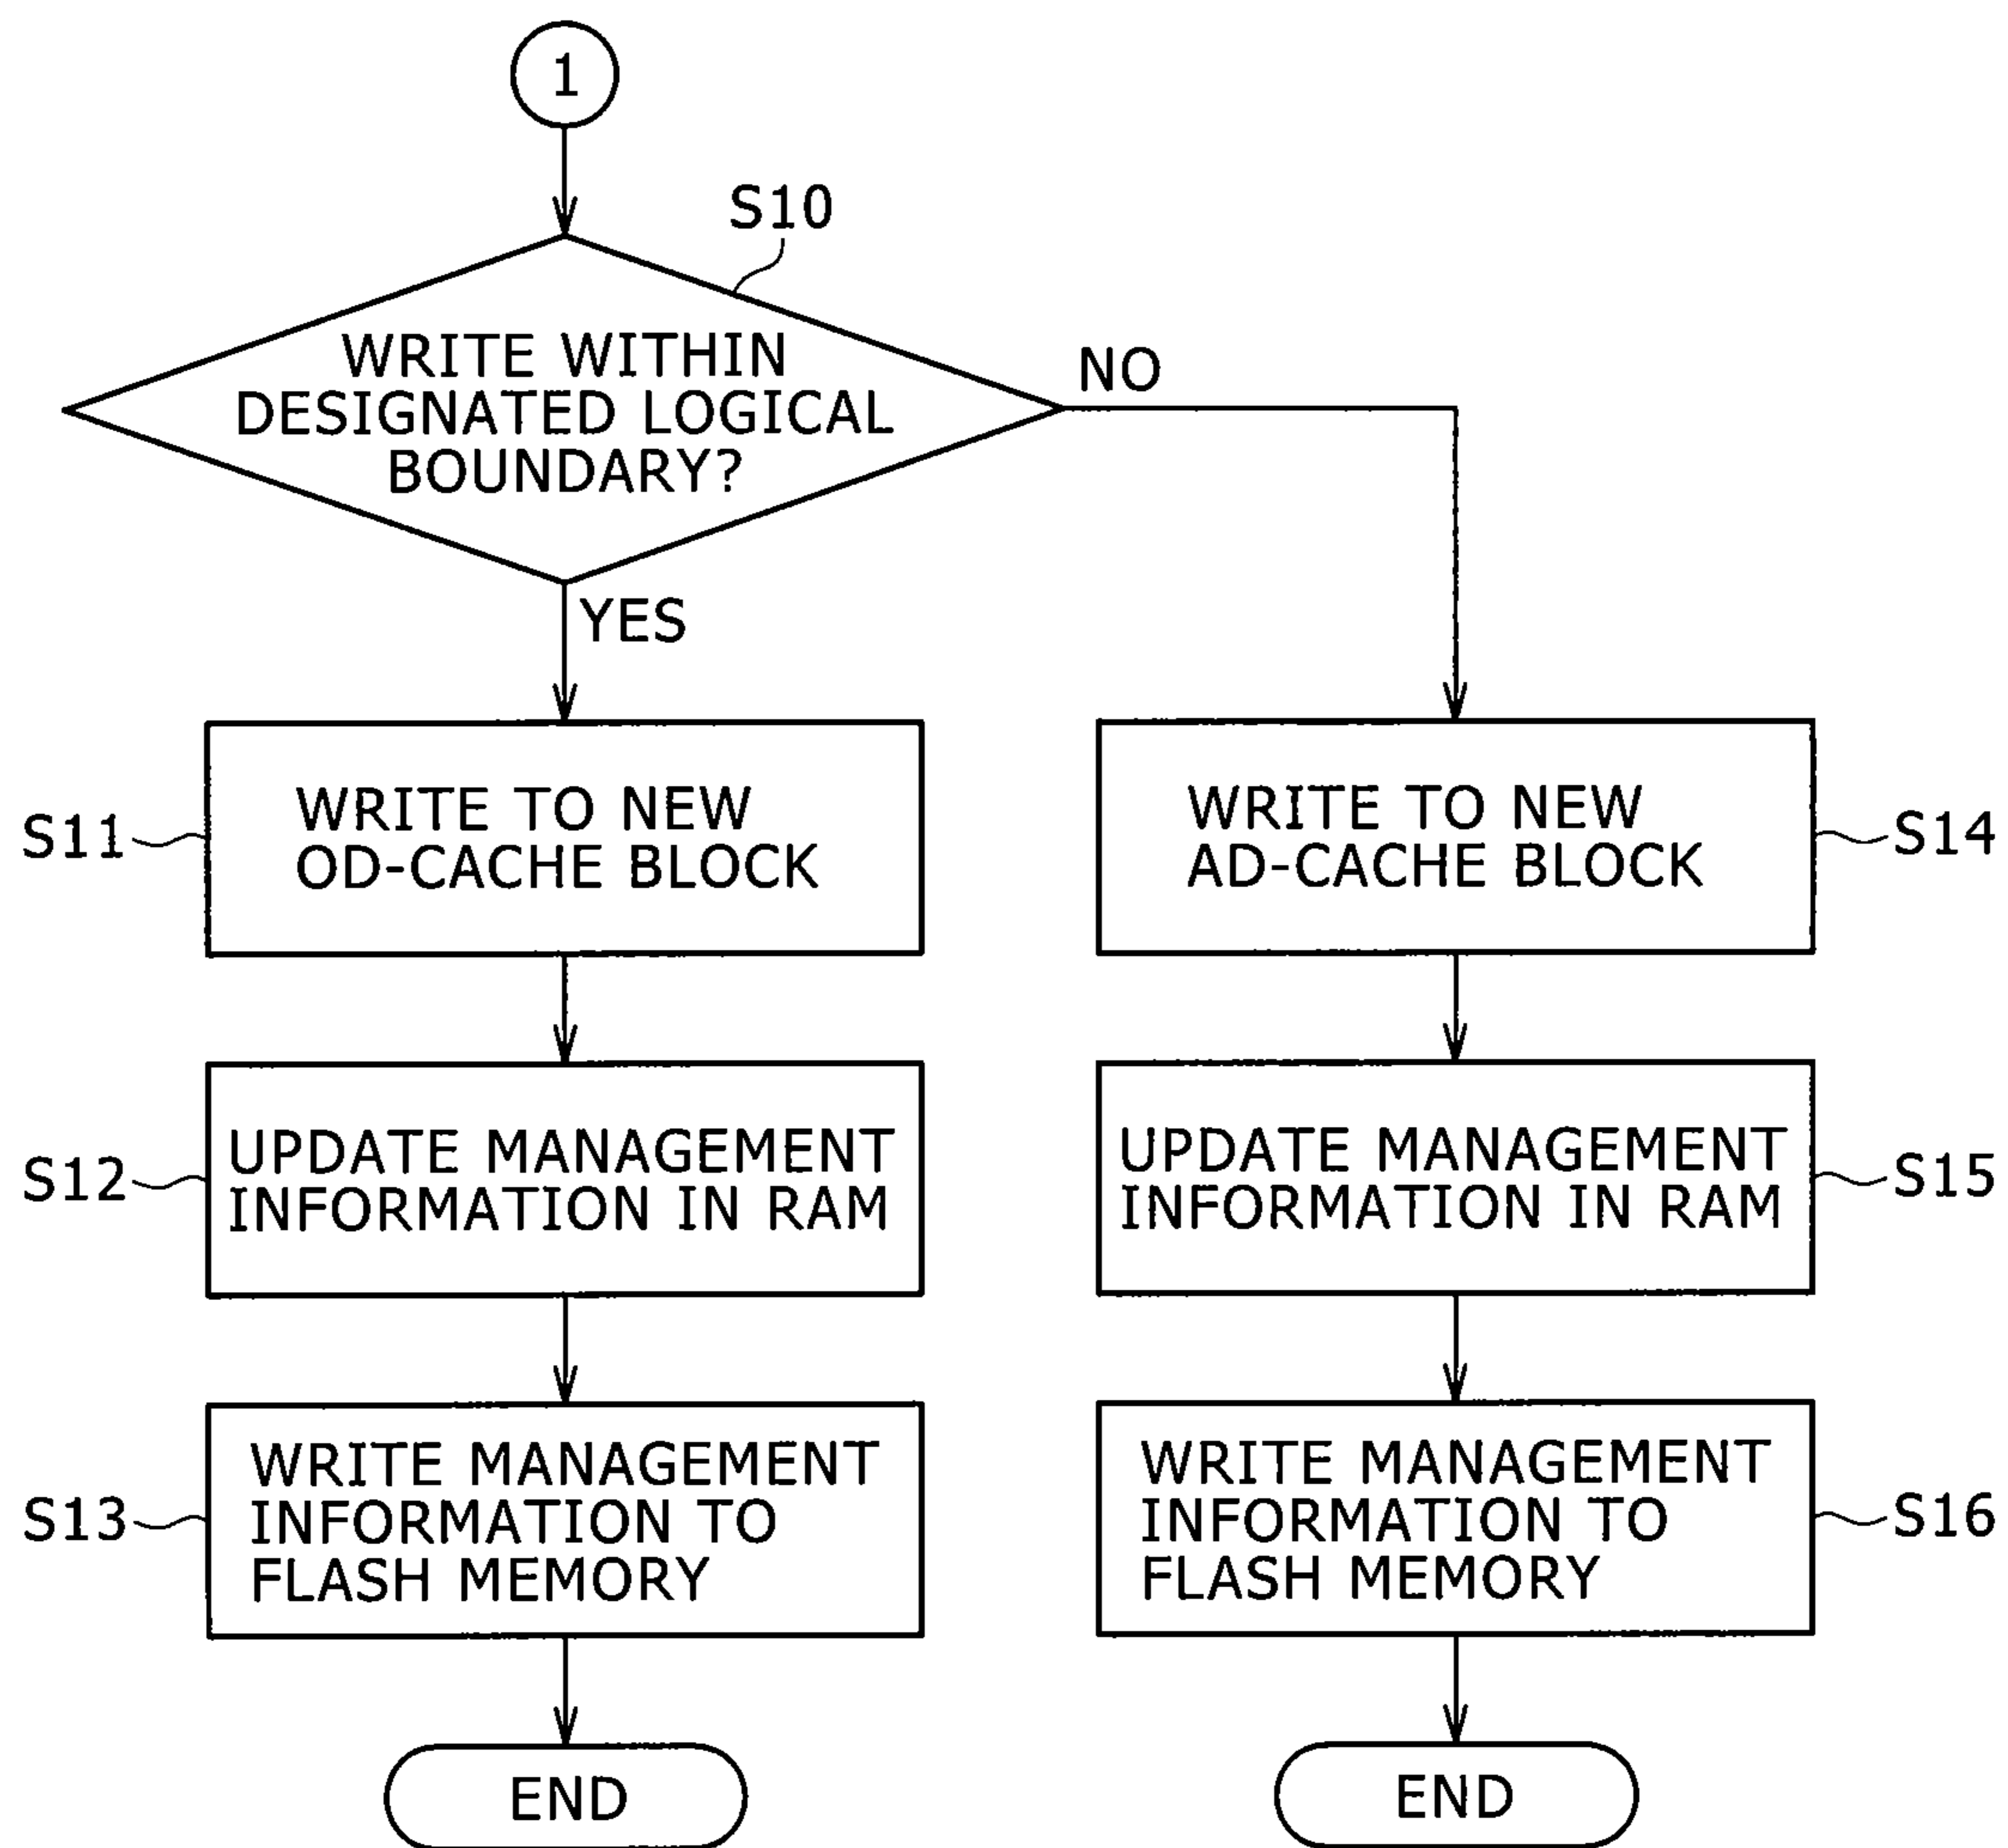 1
S10
WRITE WITHIN
DESIGNATED LOGICAL
BOUNDARY?
NO
YES
S11
WRITE TO NEW
OD-CACHE BLOCK
WRITE TO NEW
AD-CACHE BLOCK
S14
S12
UPDATE MANAGEMENT
INFORMATION IN RAM
UPDATE MANAGEMENT
INFORMATION IN RAM
S15
S13
WRITE MANAGEMENT
INFORMATION TO
FLASH MEMORY
WRITE MANAGEMENT
INFORMATION TO
FLASH MEMORY
S16
END
END